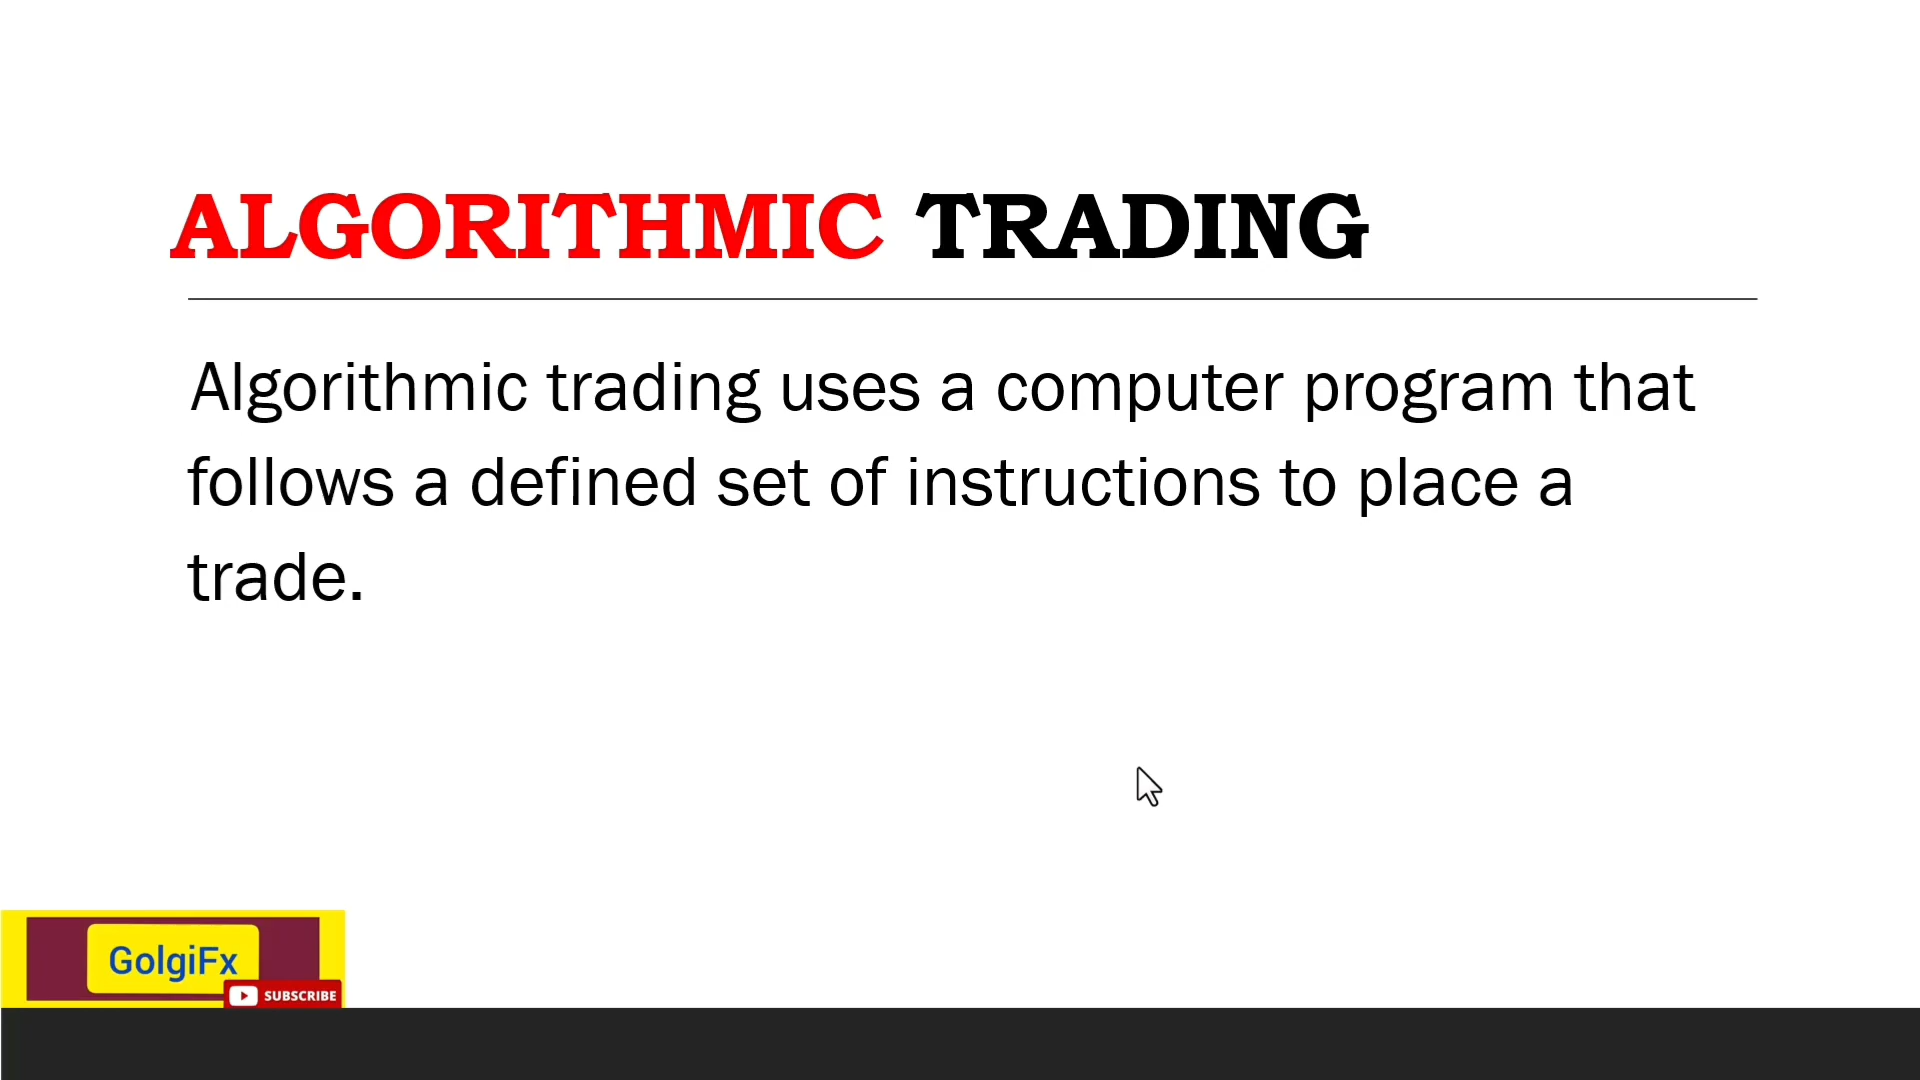 ALGORITHMIC TRADING
Algorithmic trading uses a computer program that
follows a defined set of instructions to place a
trade.
GolgiFx
SUBSCRIBE